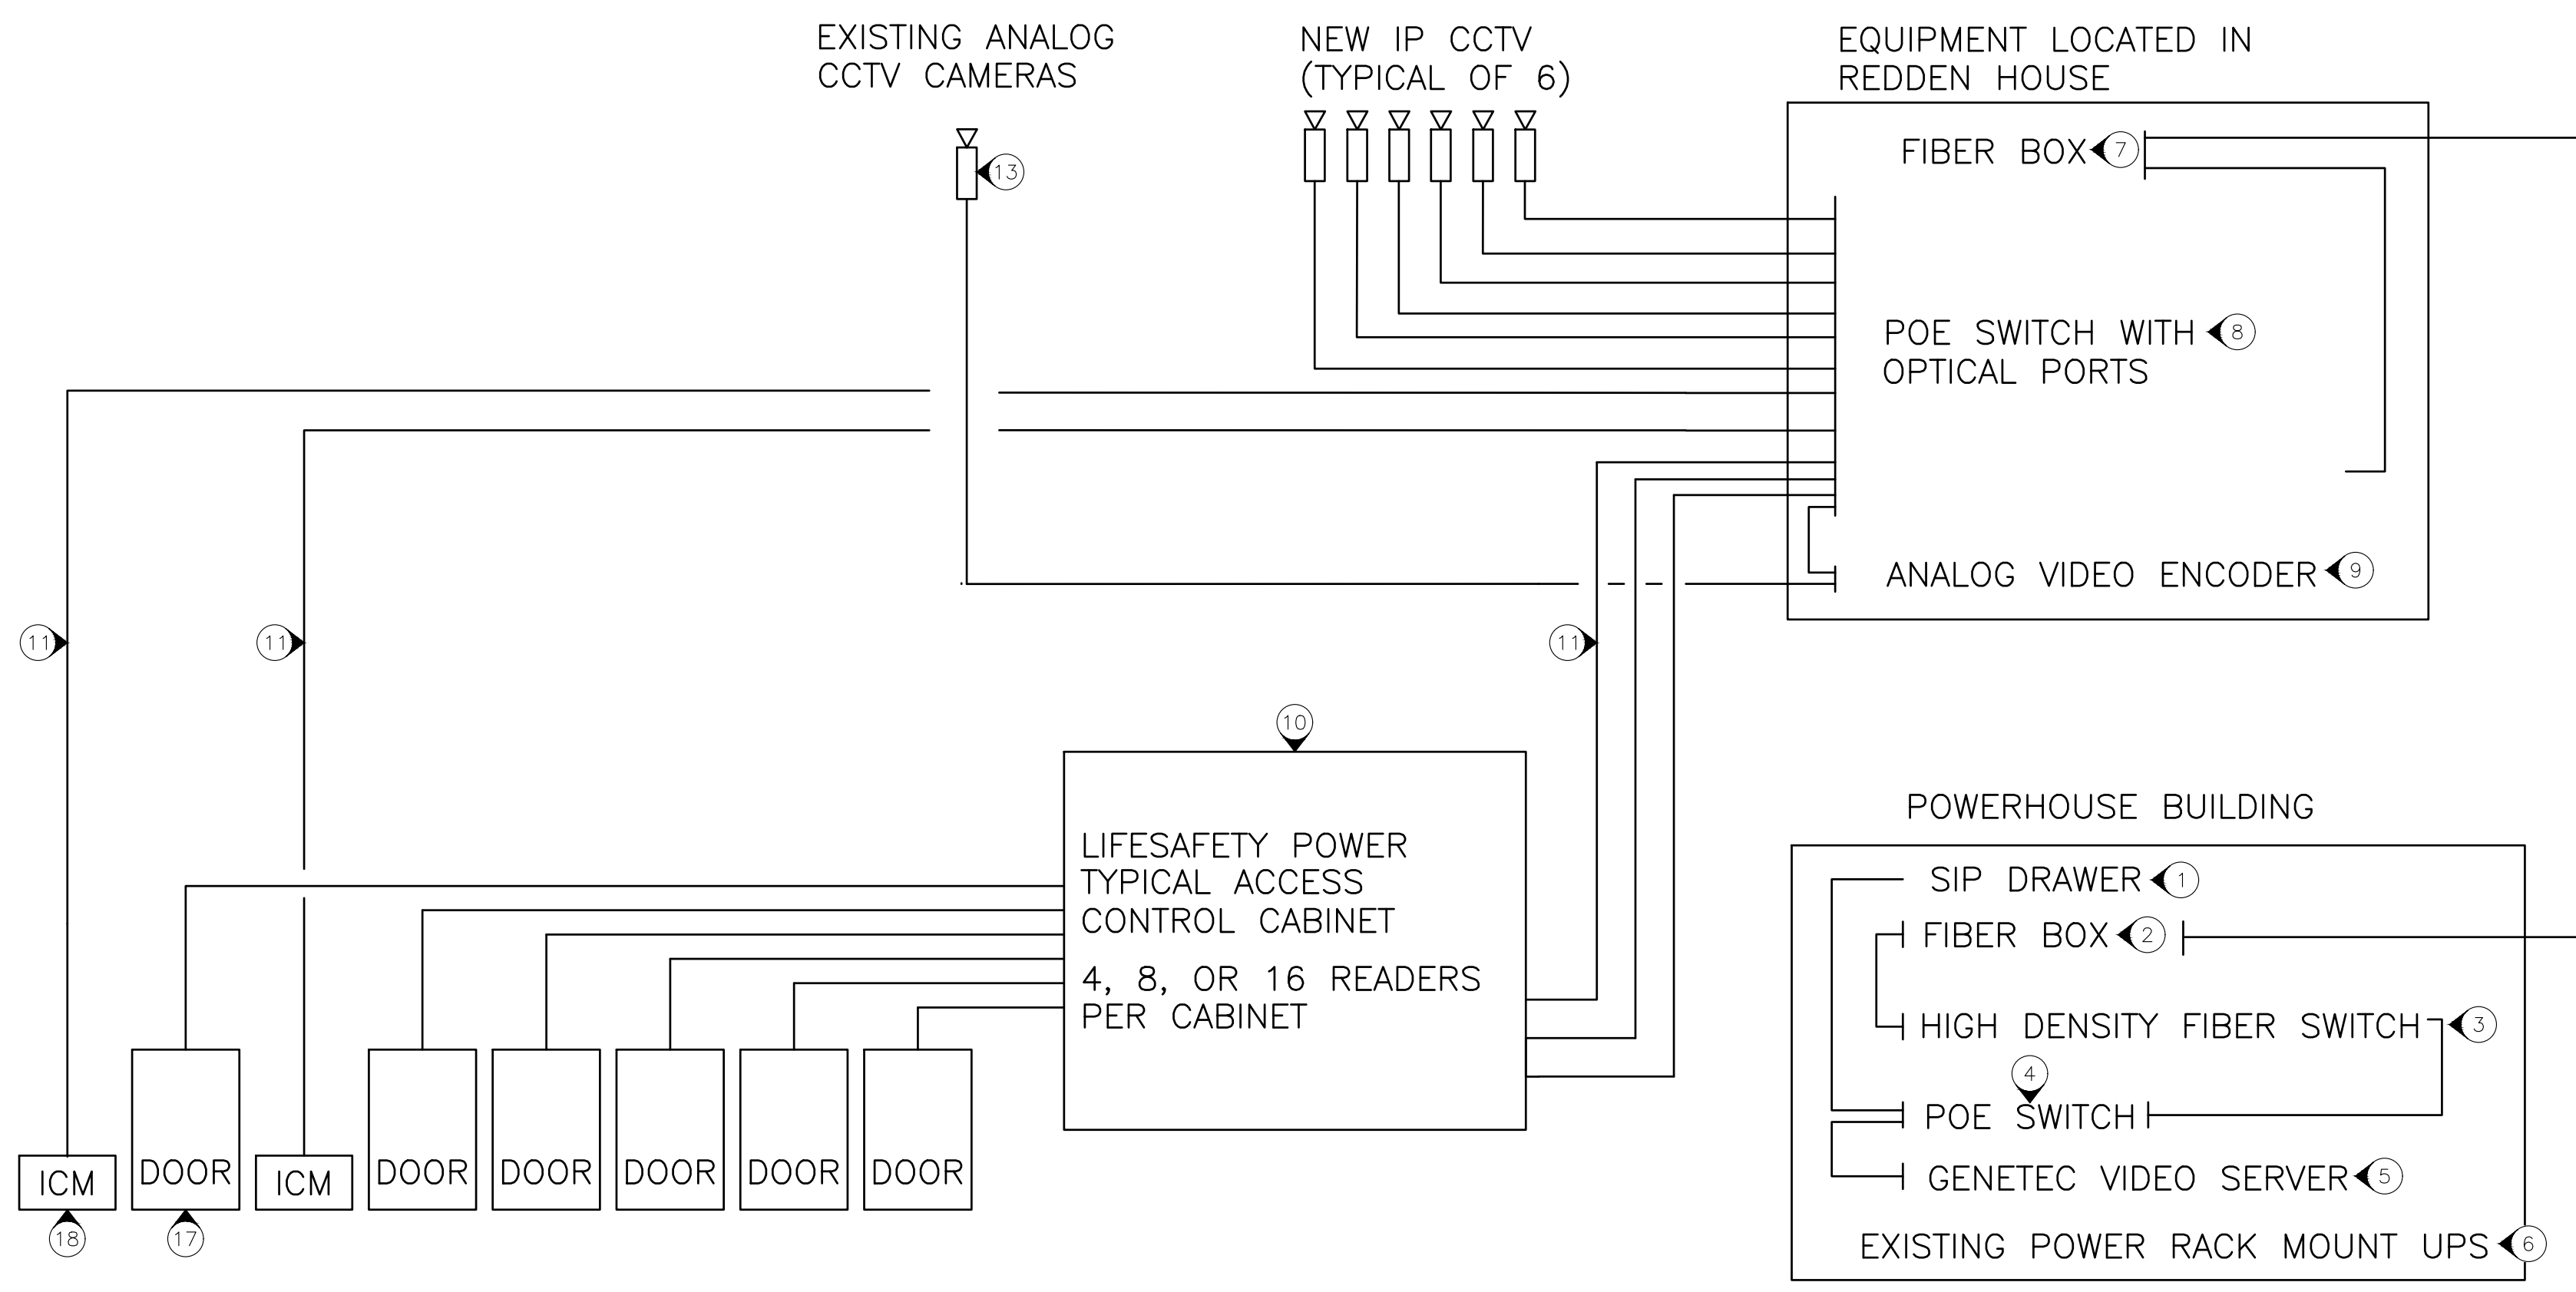 EXISTING ANALOG
CCTV CAMERAS
13
NEW IP CCTV
(TYPICAL OF 6)
EQUIPMENT LOCATED IN
REDDEN HOUSE
FIBER BOX 7
POE SWITCH WITH 8
OPTICAL PORTS
ANALOG VIDEO ENCODER 9
11
11
11
10
LIFESAFETY POWER
TYPICAL ACCESS
CONTROL CABINET
4, 8, OR 16 READERS
PER CABINET
ICM
DOOR
ICM
DOOR
DOOR
DOOR
DOOR
DOOR
18
17
POWERHOUSE BUILDING
SIP DRAWER 1
FIBER BOX 2
HIGH DENSITY FIBER SWITCH 3
4
POE SWITCH
GENETEC VIDEO SERVER 5
EXISTING POWER RACK MOUNT UPS 6